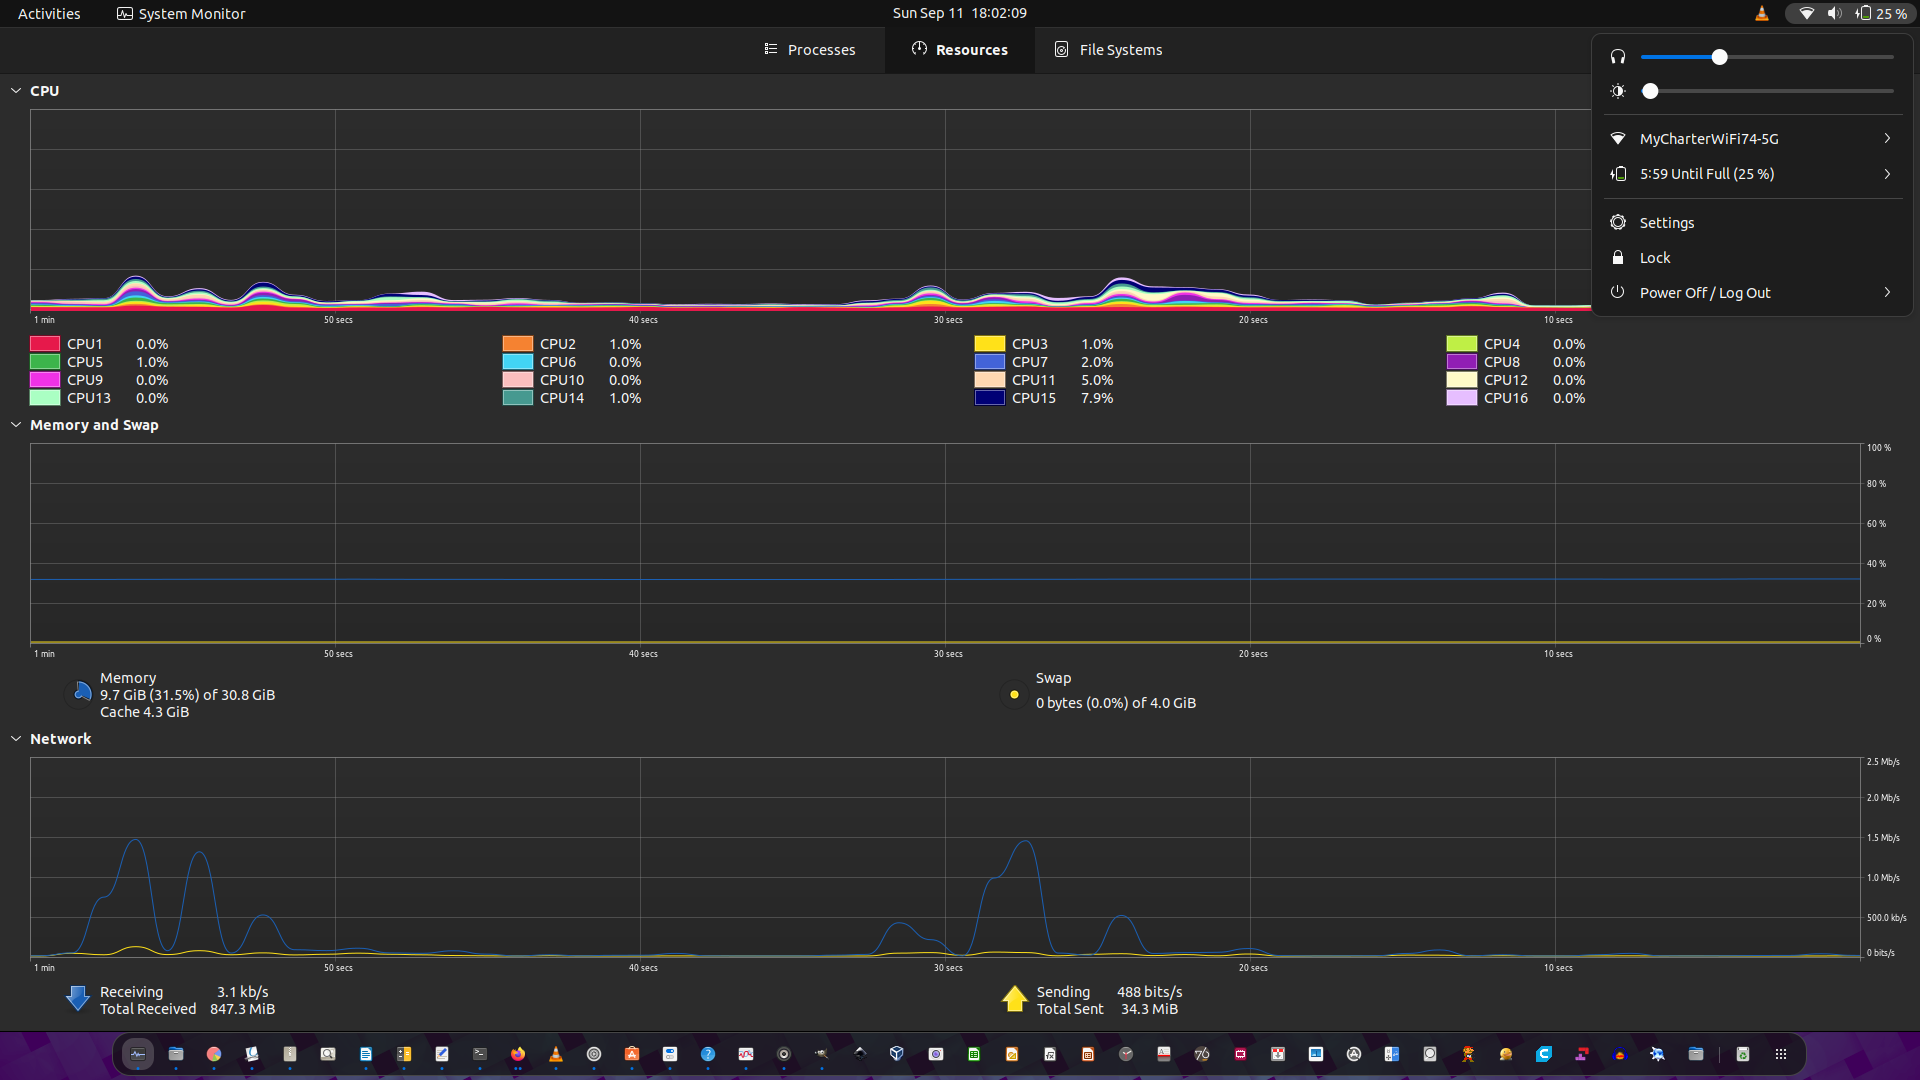 Activities
System Monitor
Sun Sep 11 18:02:09
25 %
Processes
Resources
File Systems
MyCharterWiFi74-5G
5:59 Until Full (25 %)
Settings
Lock
Power Off / Log Out
CPU
1 min 50 secs 40 secs 30 secs 20 secs 10 secs
CPU1 0.0% CPU2 1.0% CPU3 1.0% CPU4 0.0%
CPU5 1.0% CPU6 0.0% CPU7 2.0% CPU8 0.0%
CPU9 0.0% CPU10 0.0% CPU11 5.0% CPU12 0.0%
CPU13 0.0% CPU14 1.0% CPU15 7.9% CPU16 0.0%
Memory and Swap
100 %
80 %
60 %
40 %
20 %
0 %
1 min 50 secs 40 secs 30 secs 20 secs 10 secs
Memory
9.7 GiB (31.5%) of 30.8 GiB
Cache 4.3 GiB
Swap
0 bytes (0.0%) of 4.0 GiB
Network
2.5 Mb/s
2.0 Mb/s
1.5 Mb/s
1.0 Mb/s
500.0 kb/s
0 bits/s
1 min 50 secs 40 secs 30 secs 20 secs 10 secs
Receiving 3.1 kb/s
Total Received 847.3 MiB
Sending 488 bits/s
Total Sent 34.3 MiB
76